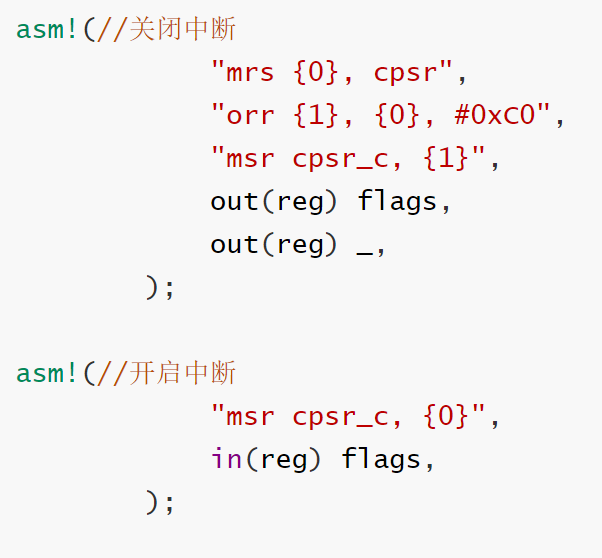 asm!(//关闭中断
"mrs {0}, cpsr",
"orr {1}, {0}, #0xC0",
"msr cpsr_c, {1}",
out(reg) flags,
out(reg) _,
);
asm!(//开启中断
"msr cpsr_c, {0}",
in(reg) flags,
);